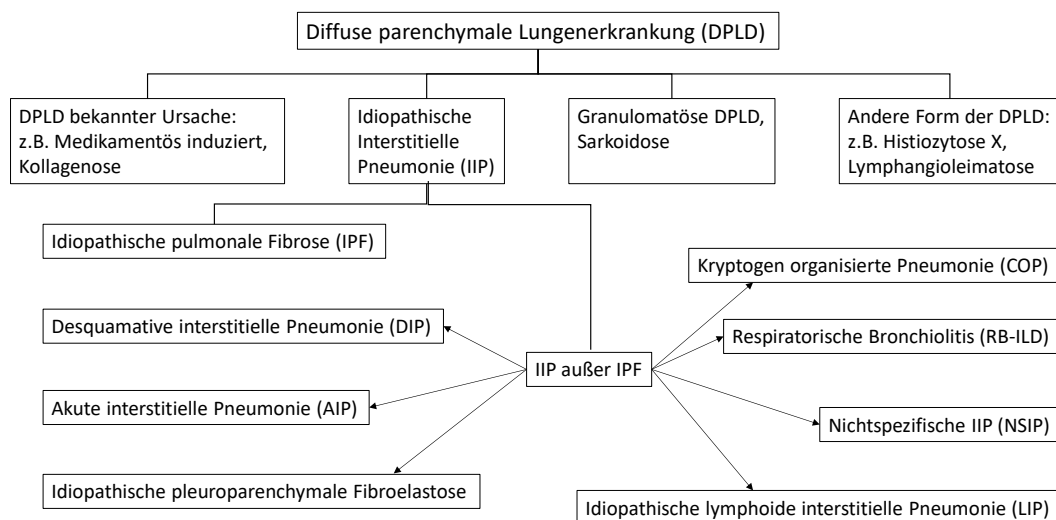 Diffuse parenchymale Lungenerkrankung (DPLD)
DPLD bekannter Ursache:
z.B. Medikamentös induziert,
Kollagenose
Idiopathische
Interstitielle
Pneumonie (IIP)
Granulomatöse DPLD,
Sarkoidose
Andere Form der DPLD:
z.B. Histiozytose X,
Lymphangioleimatose
Idiopathische pulmonale Fibrose (IPF)
Kryptogen organisierte Pneumonie (COP)
Desquamative interstitielle Pneumonie (DIP)
Respiratorische Bronchiolitis (RB-ILD)
IIP außer IPF
Akute interstitielle Pneumonie (AIP)
Nichtspezifische IIP (NSIP)
Idiopathische pleuroparenchymale Fibroelastose
Idiopathische lymphoide interstitielle Pneumonie (LIP)